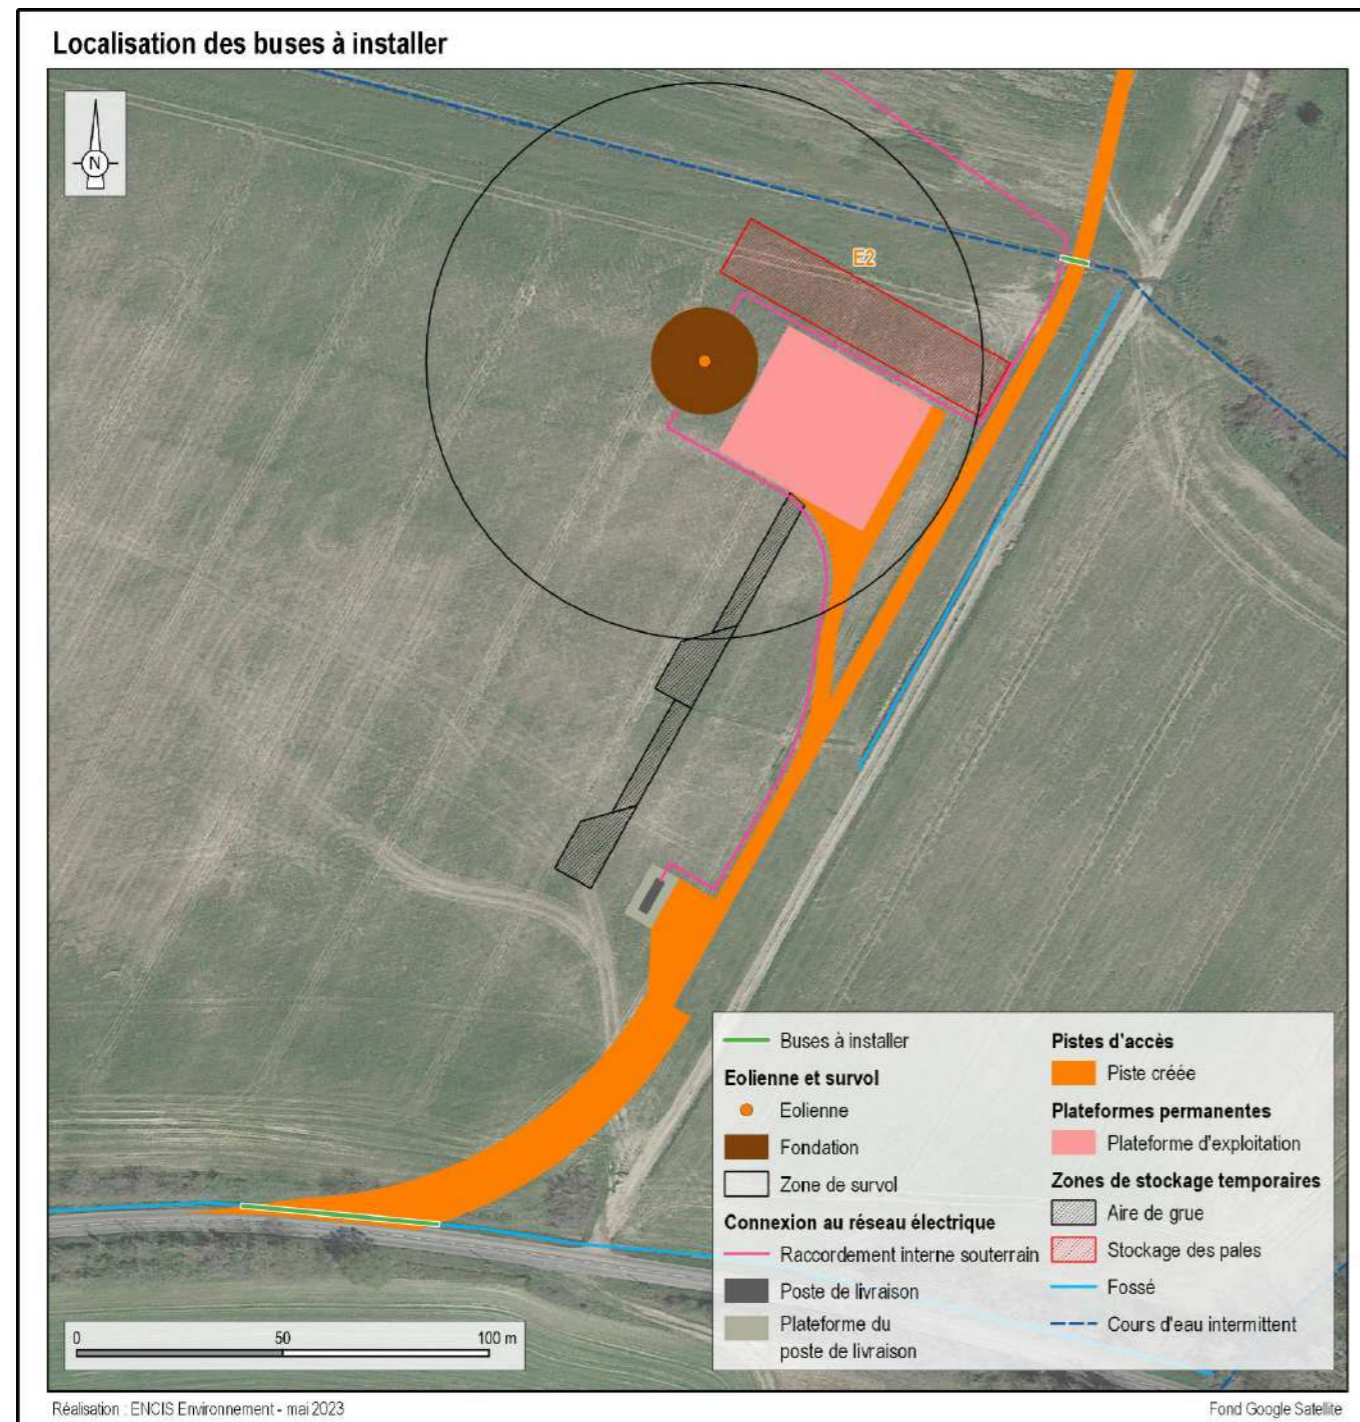 Localisation des buses à installer
N
E2
Buses à installer
Eolienne et survol
Eolienne
Fondation
Zone de survol
Connexion au réseau électrique
Raccordement interne souterrain
Poste de livraison
Plateforme du
poste de livraison
Pistes d'accès
Piste créée
Plateformes permanentes
Plateforme d'exploitation
Zones de stockage temporaires
Aire de grue
Stockage des pales
Fossé
Cours d'eau intermittent
0 50 100 m
Réalisation : ENCIS Environnement - mai 2023
Fond Google Satellite